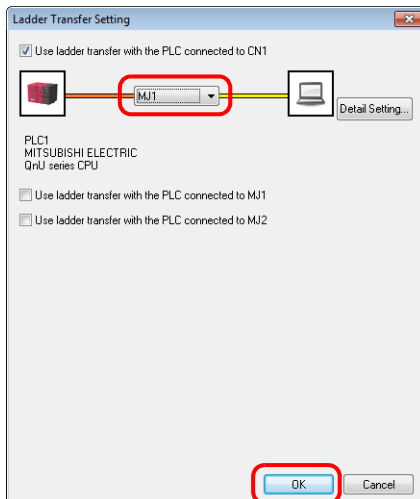 Ladder Transfer Setting
Use ladder transfer with the PLC connected to CN1
MJ1
Detail Setting...
PLC1
MITSUBISHI ELECTRIC
QnU series CPU
Use ladder transfer with the PLC connected to MJ1
Use ladder transfer with the PLC connected to MJ2
OK Cancel